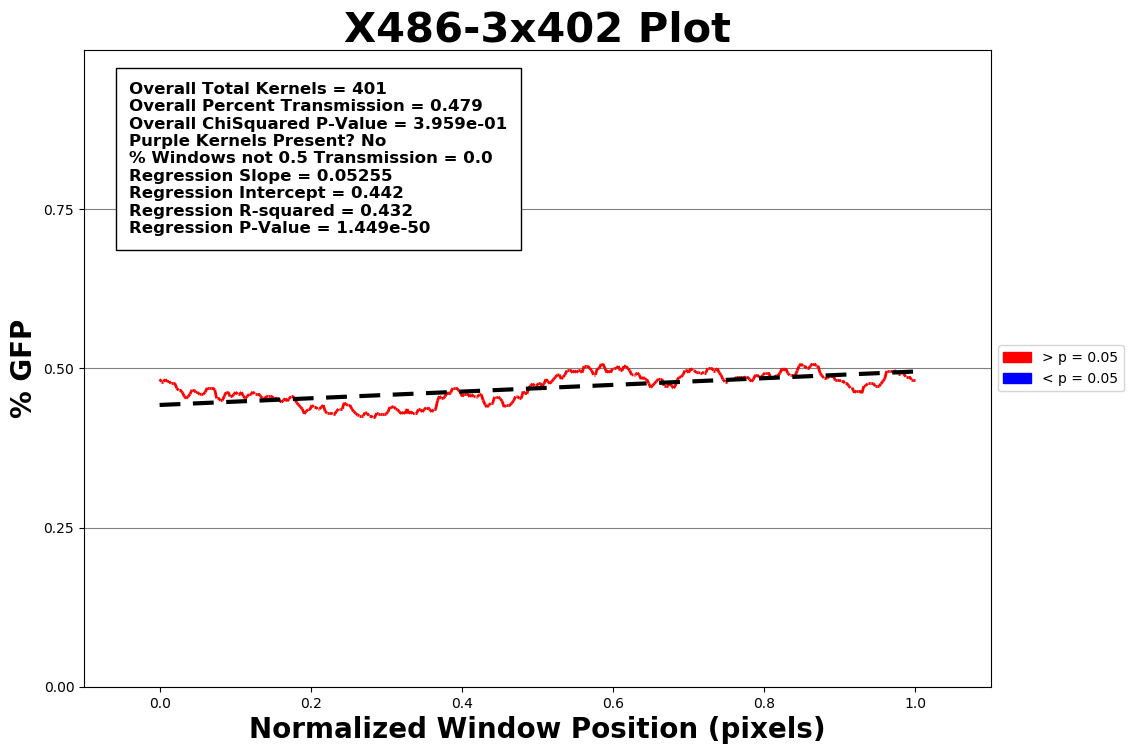 X486-3x402 Plot
Overall Total Kernels = 401
Overall Percent Transmission = 0.479
Overall ChiSquared P-Value = 3.959e-01
Purple Kernels Present? No
% Windows not 0.5 Transmission = 0.0
Regression Slope = 0.05255
Regression Intercept = 0.442
Regression R-squared = 0.432
Regression P-Value = 1.449e-50
% GFP
0.75
0.50
0.25
0.00
0.0 0.2 0.4 0.6 0.8 1.0
Normalized Window Position (pixels)
> p = 0.05
< p = 0.05